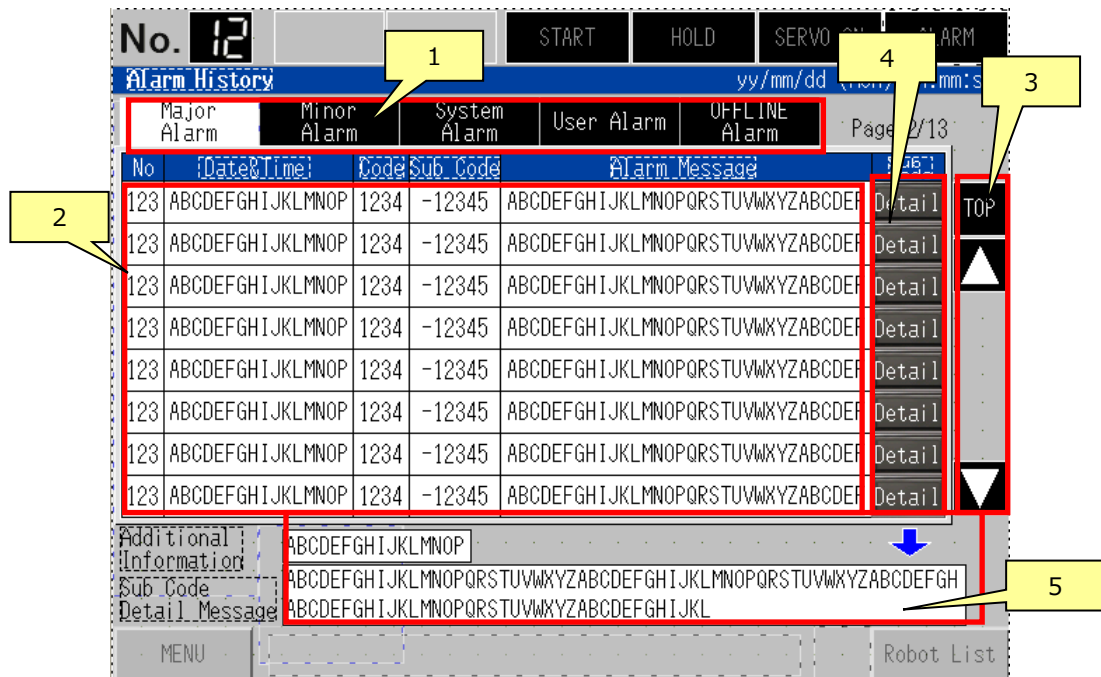 No. 12 START HOLD SERVO
1
4
3
Alarm History yy/mm/dd
Major Alarm Minor Alarm System Alarm User Alarm OFFLINE Alarm Page 2/13
No Date&Time Code Sub Code Alarm Message
2
123 ABCDEFGHIJKLMNOP 1234 -12345 ABCDEFGHIJKLMNOPQRSTUVWXYZABCDEF Detail TOP
123 ABCDEFGHIJKLMNOP 1234 -12345 ABCDEFGHIJKLMNOPQRSTUVWXYZABCDEF Detail
123 ABCDEFGHIJKLMNOP 1234 -12345 ABCDEFGHIJKLMNOPQRSTUVWXYZABCDEF Detail
123 ABCDEFGHIJKLMNOP 1234 -12345 ABCDEFGHIJKLMNOPQRSTUVWXYZABCDEF Detail
123 ABCDEFGHIJKLMNOP 1234 -12345 ABCDEFGHIJKLMNOPQRSTUVWXYZABCDEF Detail
123 ABCDEFGHIJKLMNOP 1234 -12345 ABCDEFGHIJKLMNOPQRSTUVWXYZABCDEF Detail
123 ABCDEFGHIJKLMNOP 1234 -12345 ABCDEFGHIJKLMNOPQRSTUVWXYZABCDEF Detail
123 ABCDEFGHIJKLMNOP 1234 -12345 ABCDEFGHIJKLMNOPQRSTUVWXYZABCDEF Detail
Additional Information
ABCDEFGHIJKLMNOP
Sub Code
Detail Message
ABCDEFGHIJKLMNOPQRSTUVWXYZABCDEFGHIJKLMNOPQRSTUVWXYZABCDEFGH
ABCDEFGHIJKLMNOPQRSTUVWXYZABCDEFGHIJKL
5
MENU Robot List